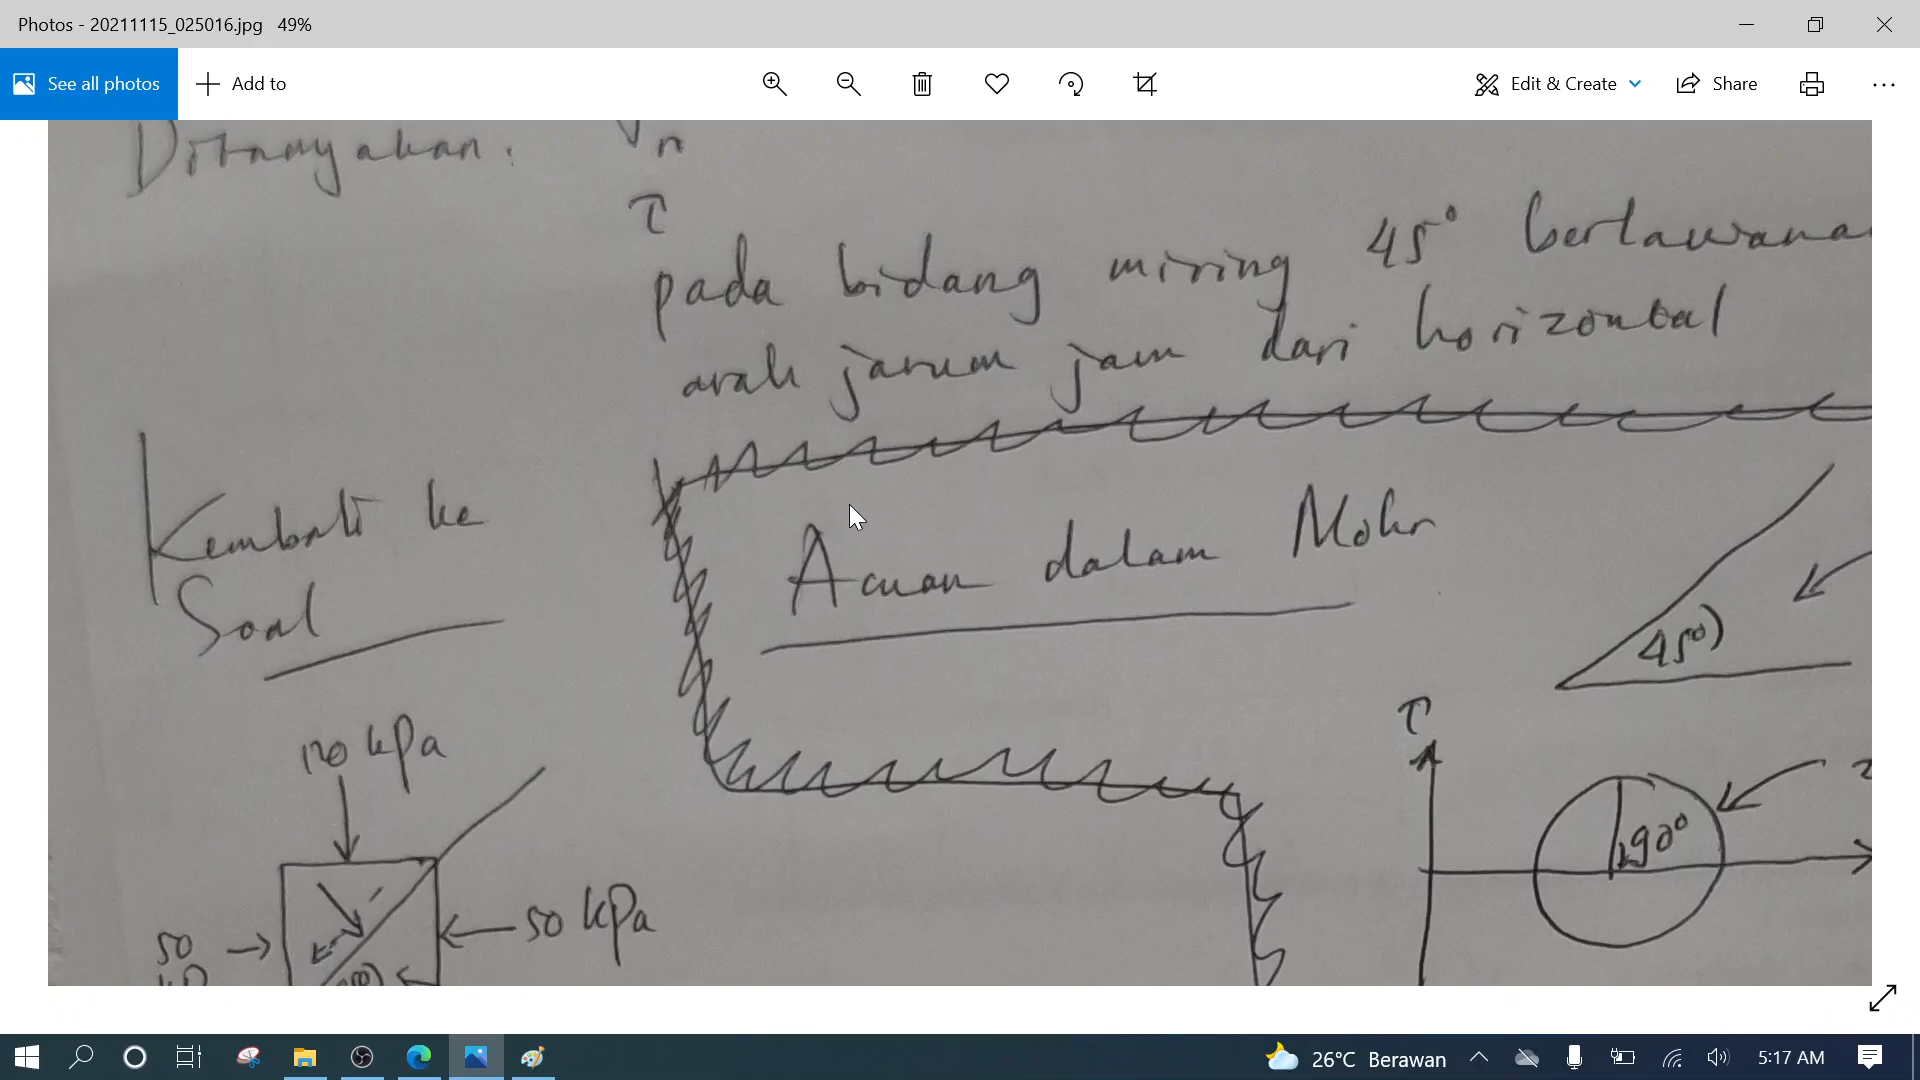 Photos - 20211115_025016.jpg 49%
See all photos
Add to
Edit & Create
Share
Ditanyakan: σn
τ
pada bidang miring 45° berlawana
arah jarum jam dari horizontal
Kembali ke
Soal
Acuan dalam Mohr
45°
τ
90°
120 kPa
50 kPa
50
26°C Berawan
5:17 AM